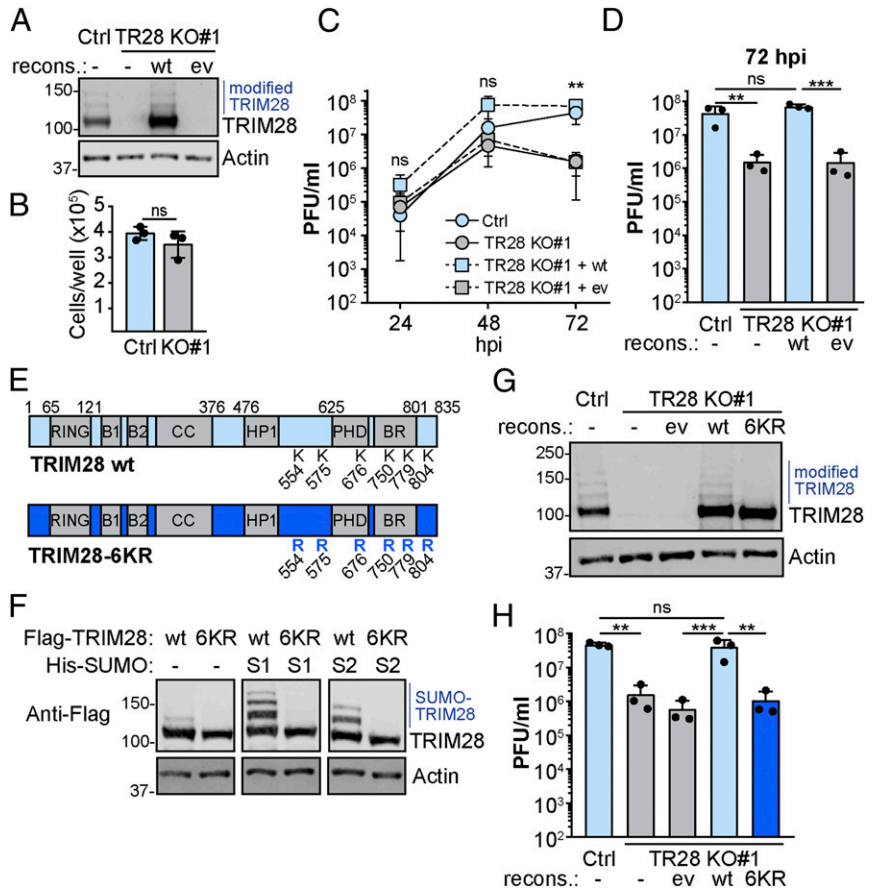 A
Ctrl TR28 KO#1
recons.: - - wt ev
150-
100-
37-
modified
TRIM28
TRIM28
Actin
B
Cells/well (x10⁵)
ns
4
3
2
1
Ctrl KO#1
C
PFU/ml
10⁸
10⁷
10⁶
10⁵
10⁴
10³
10²
ns
ns
**
Ctrl
TR28 KO#1
TR28 KO#1 + wt
TR28 KO#1 + ev
24 48 72
hpi
D
72 hpi
ns
** ***
PFU/ml
10⁸
10⁷
10⁶
10⁵
10⁴
10³
10²
Ctrl TR28 KO#1
recons.: - - wt ev
E
1 65 121 376 476 625 801 835
RING B1 B2 CC HP1 PHD BR
K K K K K K
TRIM28 wt
554 575 676 750 779 804
RING B1 B2 CC HP1 PHD BR
R R R R R R
TRIM28-6KR
554 575 676 750 779 804
F
Flag-TRIM28: wt 6KR wt 6KR wt 6KR
His-SUMO: - - S1 S1 S2 S2
Anti-Flag
150-
100-
37-
SUMO-
TRIM28
TRIM28
Actin
G
Ctrl TR28 KO#1
recons.: - - ev wt 6KR
250-
150-
100-
37-
modified
TRIM28
TRIM28
Actin
H
ns
** *** **
PFU/ml
10⁸
10⁷
10⁶
10⁵
10⁴
10³
10²
Ctrl TR28 KO#1
recons.: - - ev wt 6KR